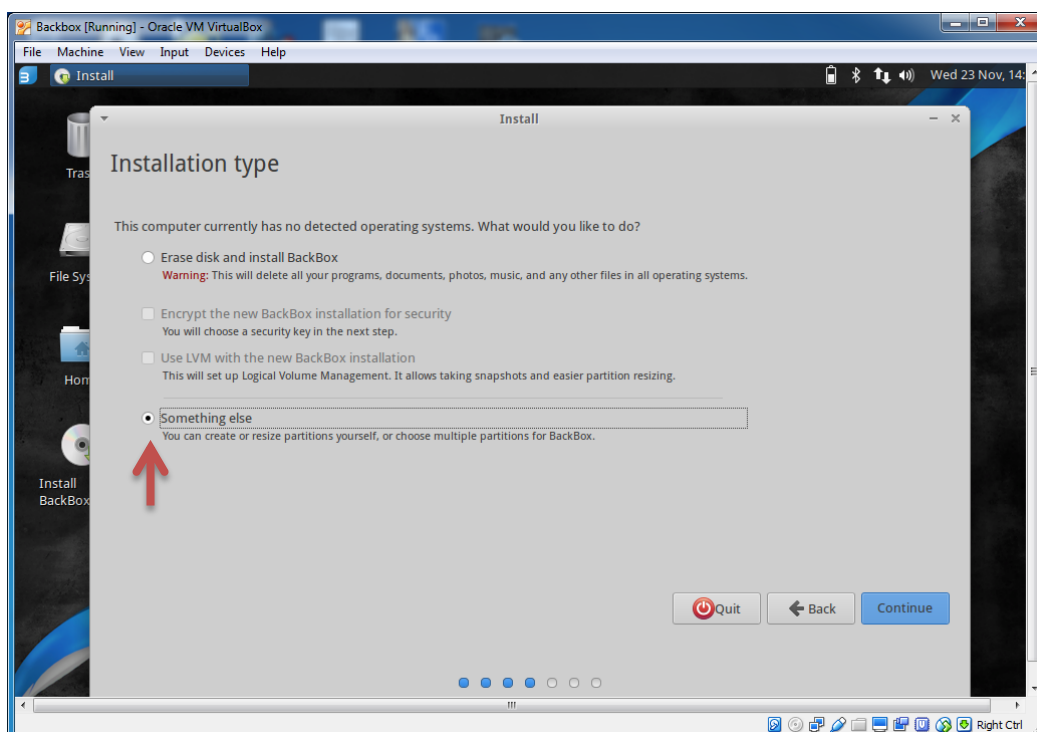 Backbox [Running] - Oracle VM VirtualBox
File Machine View Input Devices Help
Install
Wed 23 Nov, 14:
Install
Installation type
This computer currently has no detected operating systems. What would you like to do?
Erase disk and install BackBox
Warning: This will delete all your programs, documents, photos, music, and any other files in all operating systems.
Encrypt the new BackBox installation for security
You will choose a security key in the next step.
Use LVM with the new BackBox installation
This will set up Logical Volume Management. It allows taking snapshots and easier partition resizing.
Something else
You can create or resize partitions yourself, or choose multiple partitions for BackBox.
Tras
File Sys
Hom
Install
BackBox
Quit
Back
Continue
Right Ctrl